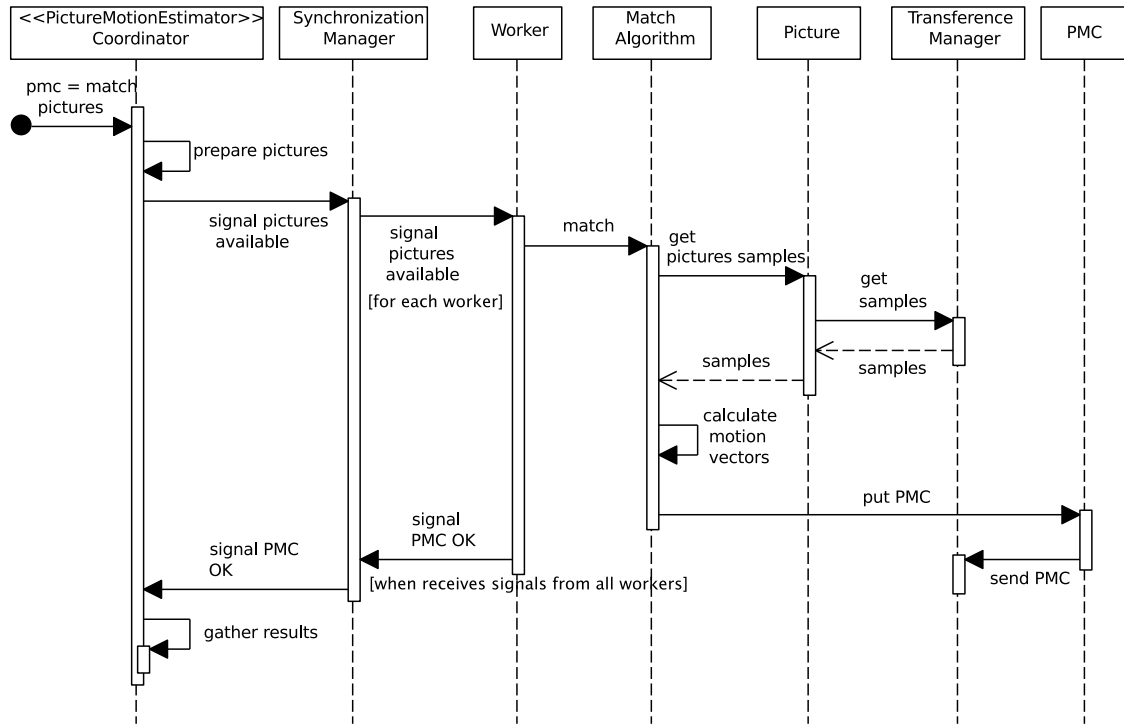 <<PictureMotionEstimator>>
Coordinator
Synchronization
Manager
Worker
Match
Algorithm
Picture
Transference
Manager
PMC
pmc = match
pictures
prepare pictures
signal pictures
available
signal
pictures
available
[for each worker]
match
get
pictures samples
get
samples
samples
samples
calculate
motion
vectors
put PMC
signal
PMC OK
signal PMC
OK
[when receives signals from all workers]
send PMC
gather results